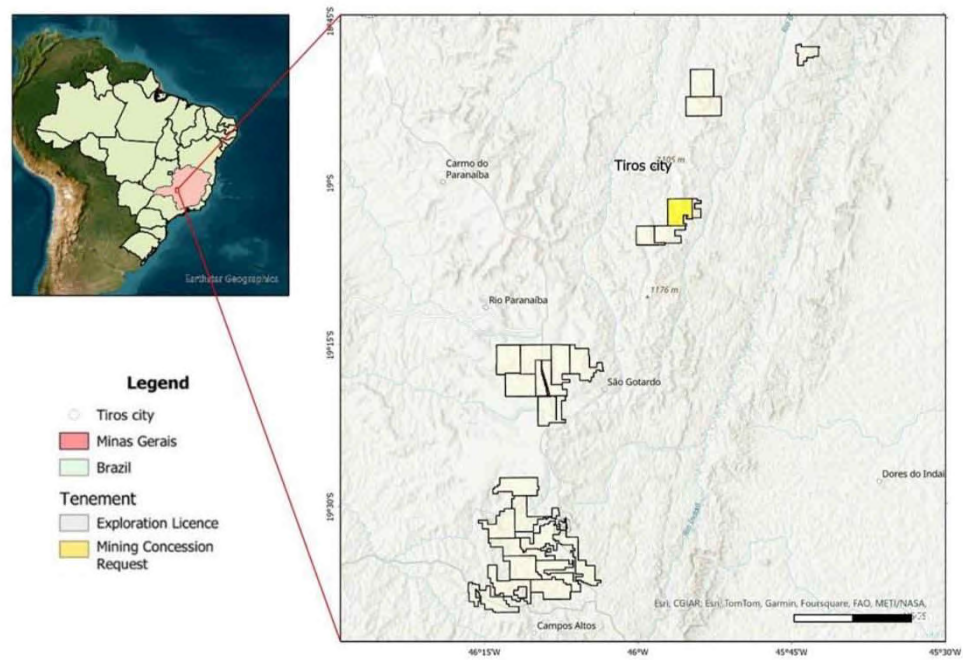 Earthstar Geographics
Legend
Tiros city
Minas Gerais
Brazil
Tenement
Exploration Licence
Mining Concession
Request
18°45'S
19°S
19°15'S
19°30'S
Carmo do
Paranaíba
Tiros city
1176 m
Rio Paranaíba
São Gotardo
Dores do Indai
Campos Altos
Esri, CGIAR, Esri, TomTom, Garmin, Foursquare, FAO, METI/NASA,
46°15'W
46°W
45°45'W
45°30'W